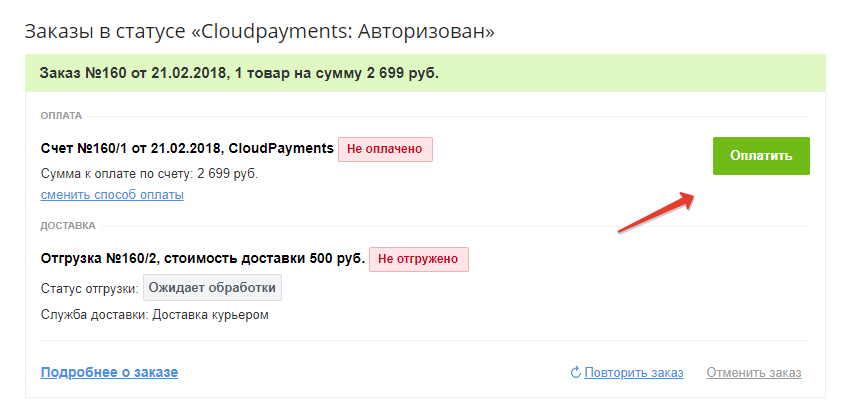 Заказы в статусе «Cloudpayments: Авторизован»
Заказ №160 от 21.02.2018, 1 товар на сумму 2 699 руб.
ОПЛАТА
Счет №160/1 от 21.02.2018, CloudPayments Не оплачено
Оплатить
Сумма к оплате по счету: 2 699 руб.
сменить способ оплаты
ДОСТАВКА
Отгрузка №160/2, стоимость доставки 500 руб. Не отгружено
Статус отгрузки: Ожидает обработки
Служба доставки: Доставка курьером
Подробнее о заказе Повторить заказ Отменить заказ